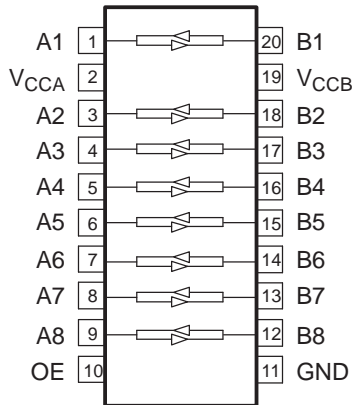 A1 1 20 B1
VCCA 2 19 VCCB
A2 3 18 B2
A3 4 17 B3
A4 5 16 B4
A5 6 15 B5
A6 7 14 B6
A7 8 13 B7
A8 9 12 B8
OE 10 11 GND